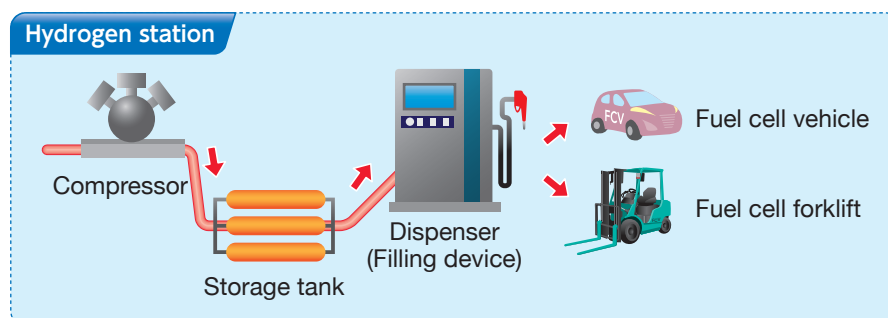 Hydrogen station
Compressor
Storage tank
Dispenser
(Filling device)
FCV
Fuel cell vehicle
Fuel cell forklift